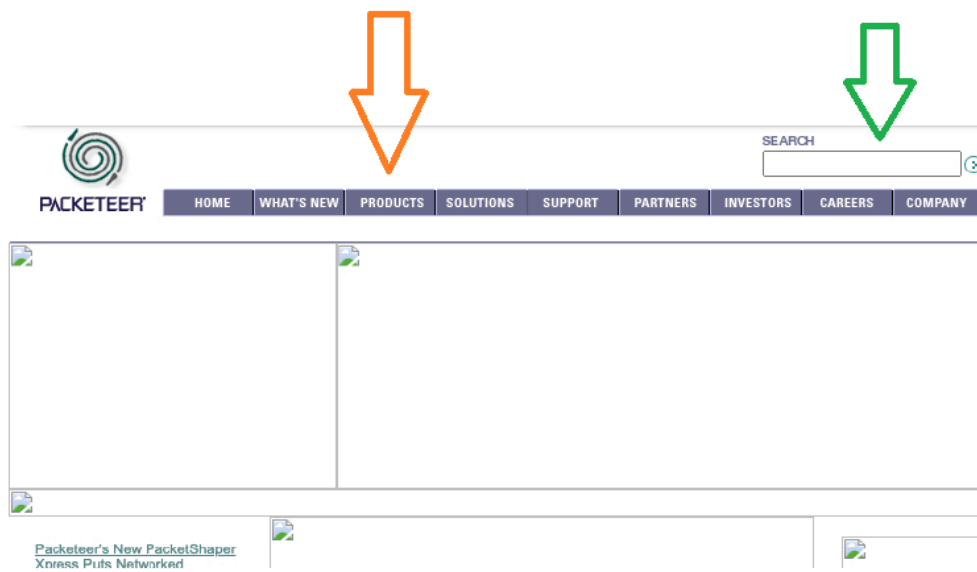 SEARCH
PACKETEER
HOME WHAT'S NEW PRODUCTS SOLUTIONS SUPPORT PARTNERS INVESTORS CAREERS COMPANY
Packeteer's New PacketShaper
Xpress Puts Networked